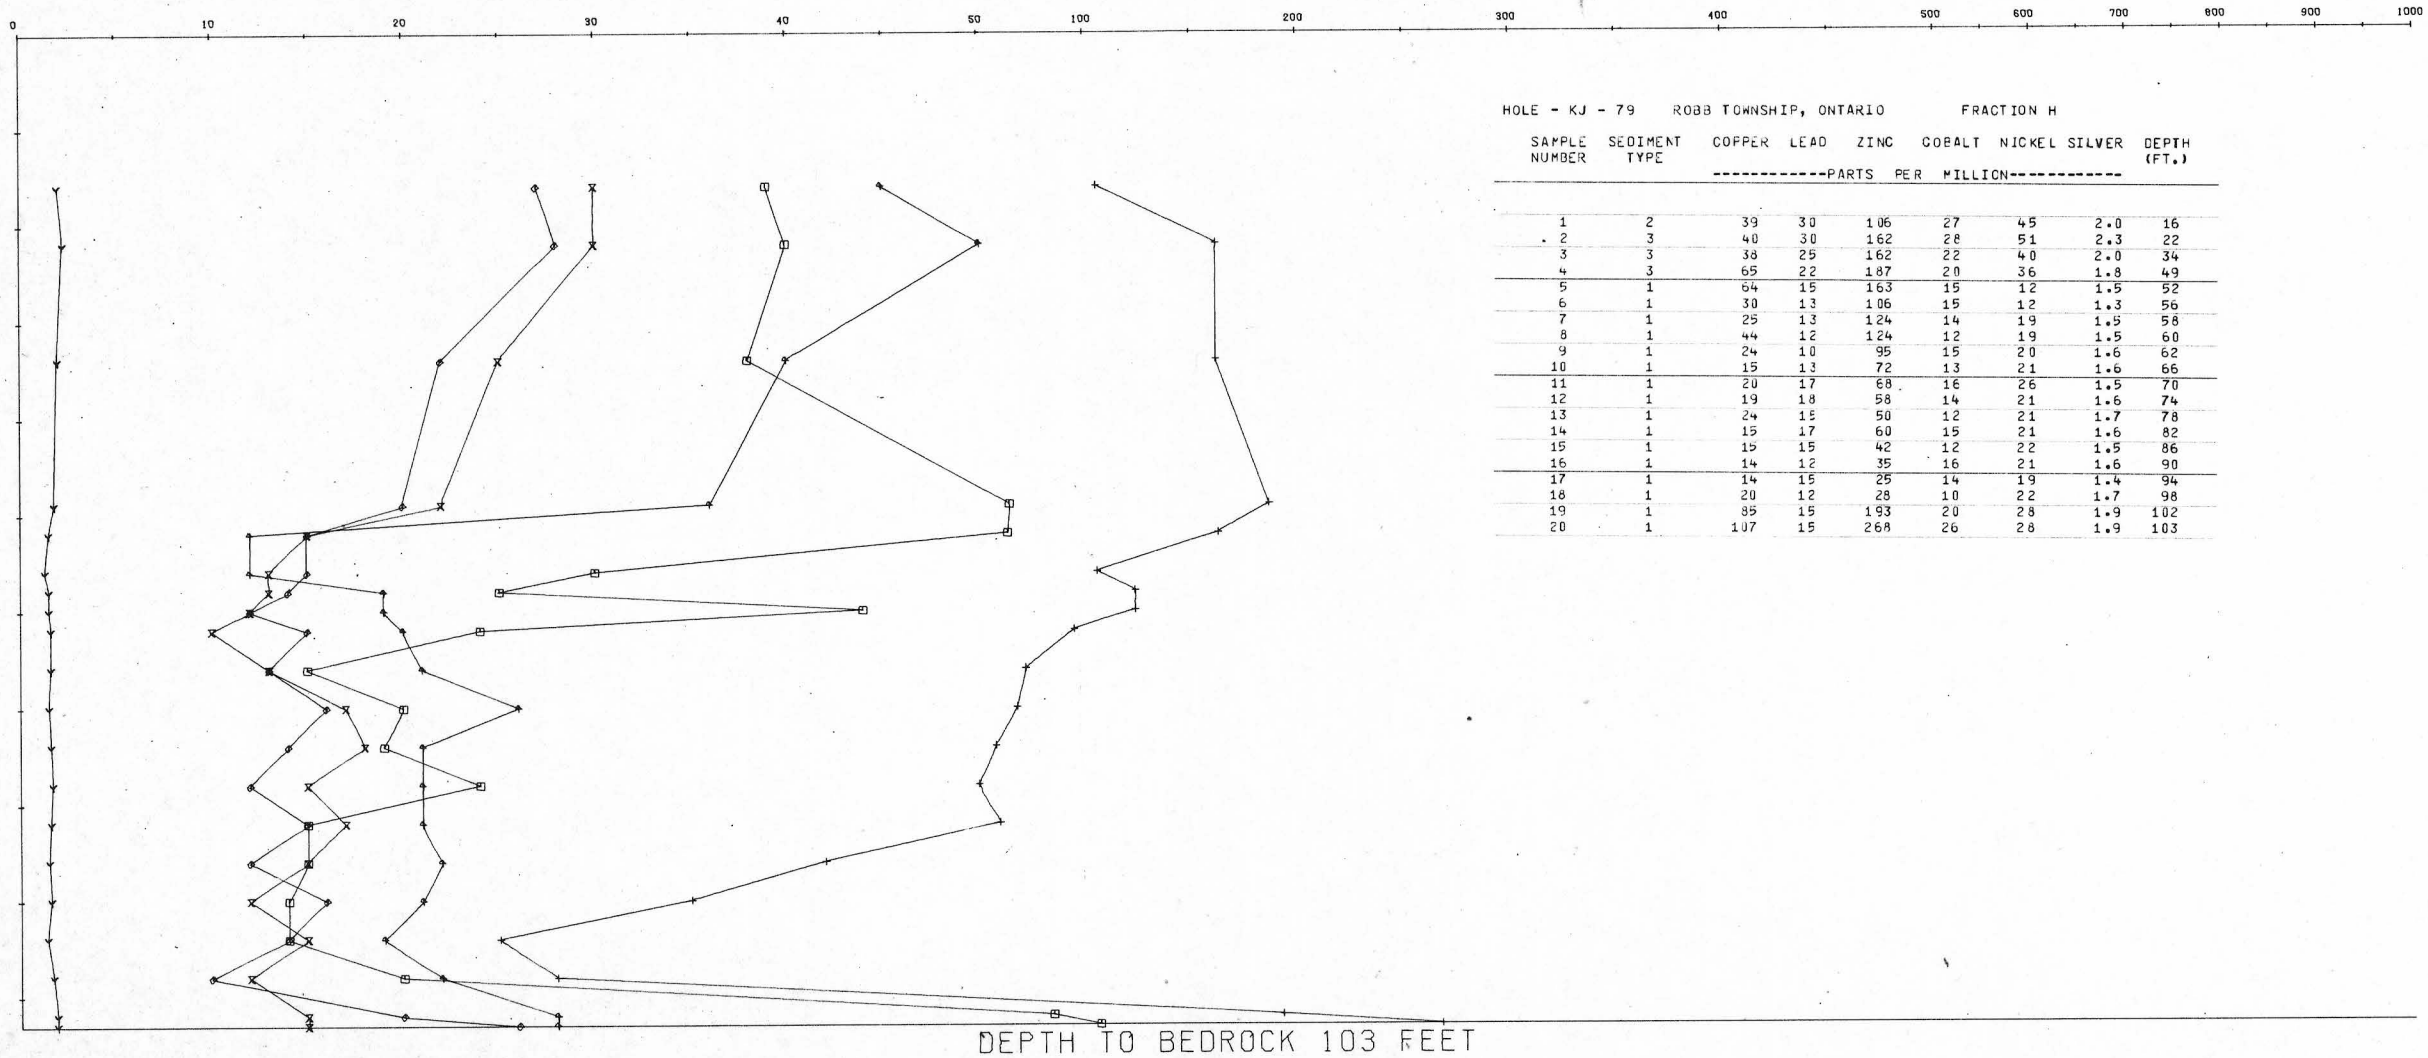 0 10 20 30 40 50 100 200 300 400 500 600 700 800 900 1000
HOLE - KJ - 79 ROBB TOWNSHIP, ONTARIO FRACTION H
SAMPLE SEDIMENT COPPER LEAD ZINC COBALT NICKEL SILVER DEPTH
NUMBER TYPE (FT.)
------------PARTS PER MILLION------------
1 2 39 30 106 27 45 2.0 16
2 3 40 30 162 28 51 2.3 22
3 3 38 25 162 22 40 2.0 34
4 3 65 22 187 20 36 1.8 49
5 1 64 15 163 15 12 1.5 52
6 1 30 13 106 15 12 1.3 56
7 1 25 13 124 14 19 1.5 58
8 1 44 12 124 12 19 1.5 60
9 1 24 10 95 15 20 1.6 62
10 1 15 13 72 13 21 1.6 66
11 1 20 17 68 16 26 1.5 70
12 1 19 18 58 14 21 1.6 74
13 1 24 15 50 12 21 1.7 78
14 1 15 17 60 15 21 1.6 82
15 1 15 15 42 12 22 1.5 86
16 1 14 12 35 16 21 1.6 90
17 1 14 15 25 14 19 1.4 94
18 1 20 12 28 10 22 1.7 98
19 1 85 15 193 20 28 1.9 102
20 1 107 15 268 26 28 1.9 103
DEPTH TO BEDROCK 103 FEET